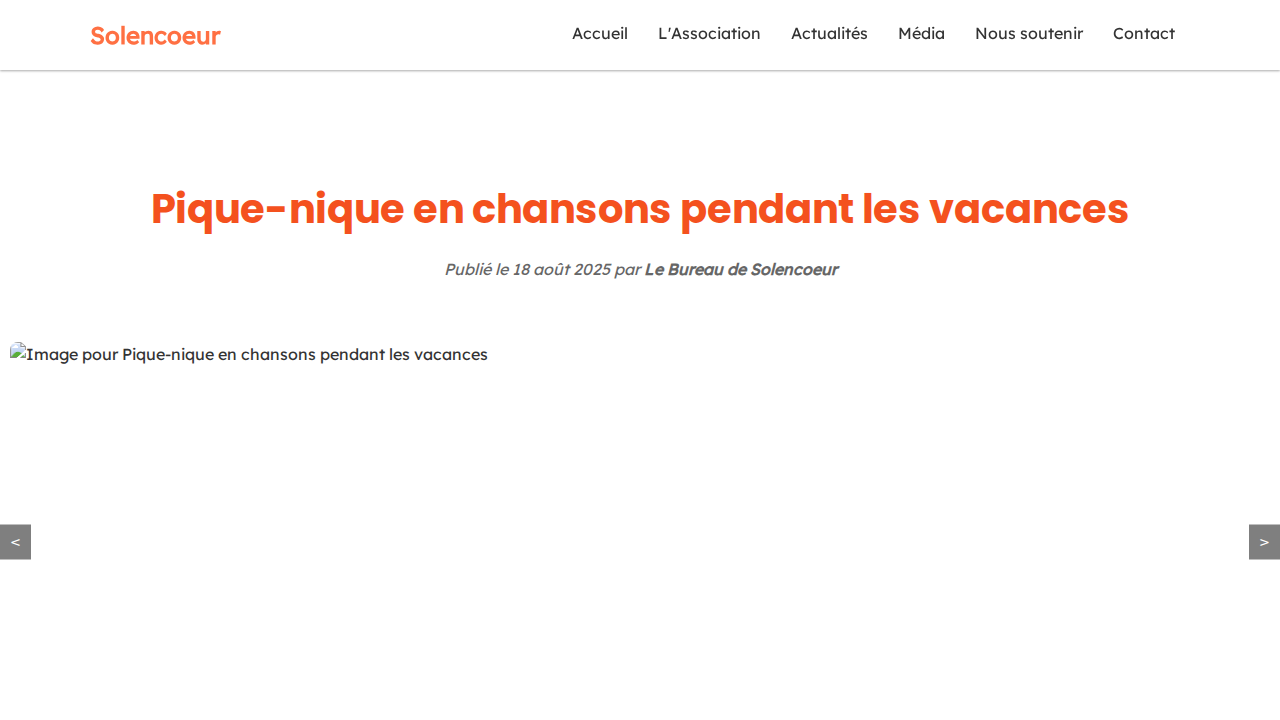 Solencoeur
Accueil
L'Association
Actualités
Média
Nous soutenir
Contact
Pique-nique en chansons pendant les vacances
Publié le 18 août 2025 par Le Bureau de Solencoeur
Image pour Pique-nique en chansons pendant les vacances
<
>